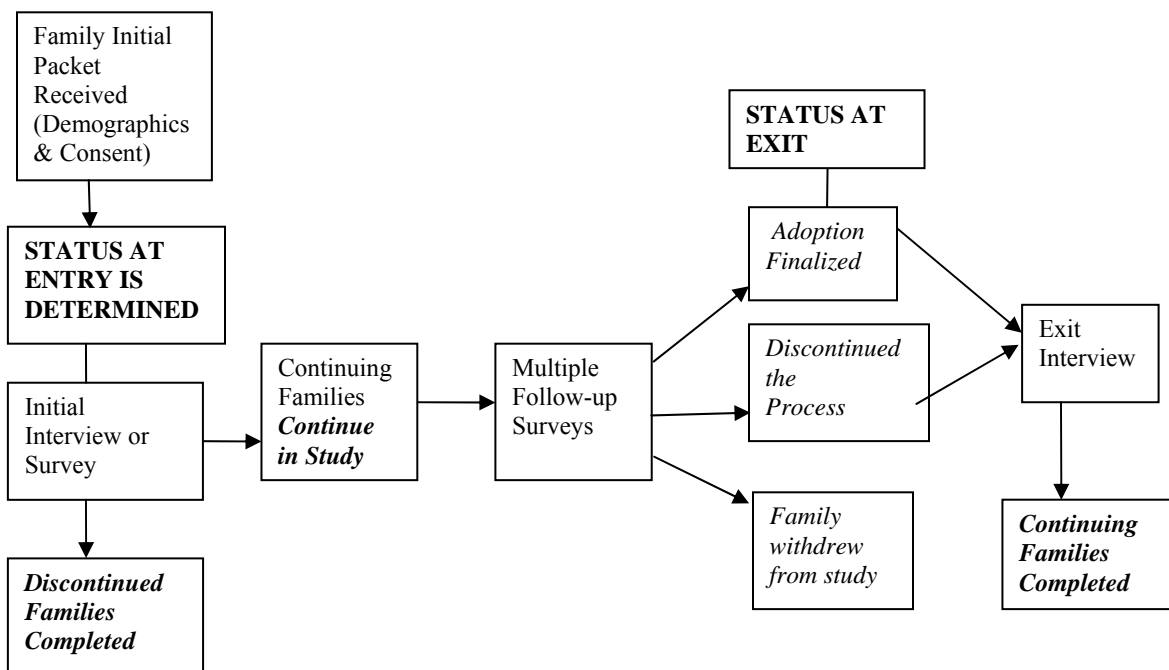 Family Initial
Packet
Received
(Demographics
& Consent)
STATUS AT
ENTRY IS
DETERMINED
Initial
Interview or
Survey
Discontinued
Families
Completed
Continuing
Families
Continue
in Study
Multiple
Follow-up
Surveys
STATUS AT
EXIT
Adoption
Finalized
Discontinued
the
Process
Family
withdrew
from study
Exit
Interview
Continuing
Families
Completed